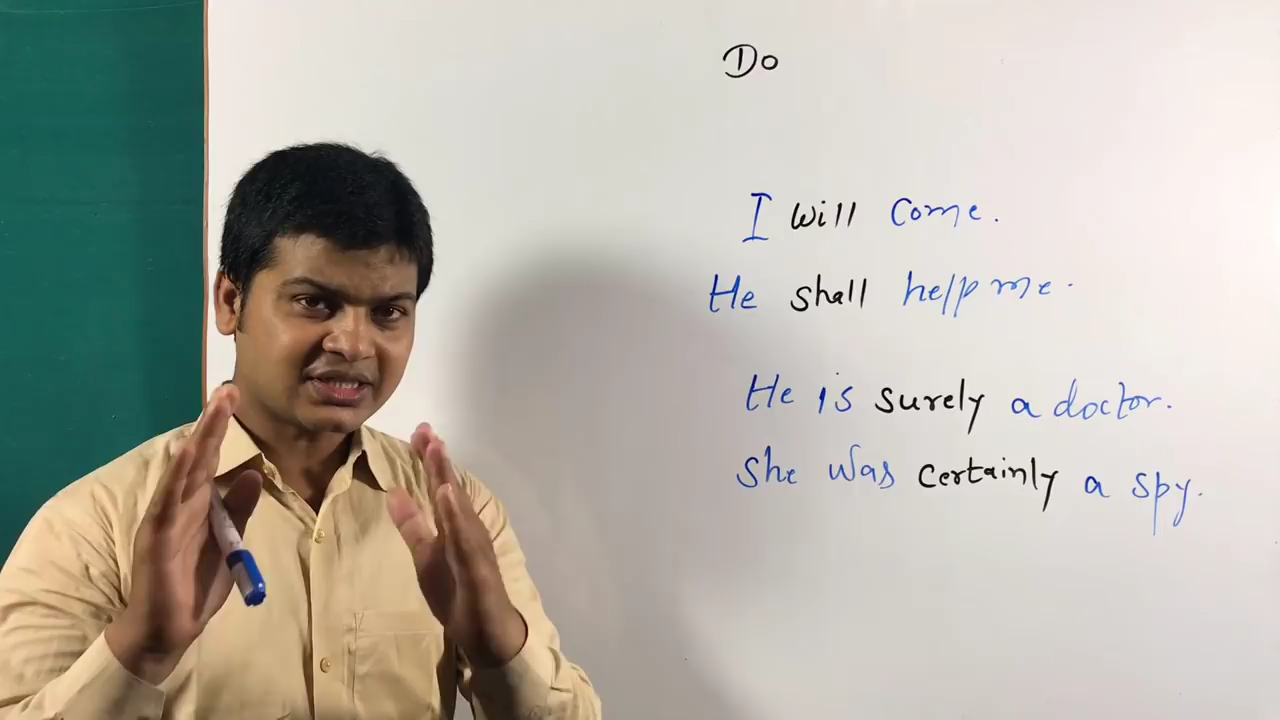 Do
I will come.
He shall help me.
He is surely a doctor.
She was certainly a spy.